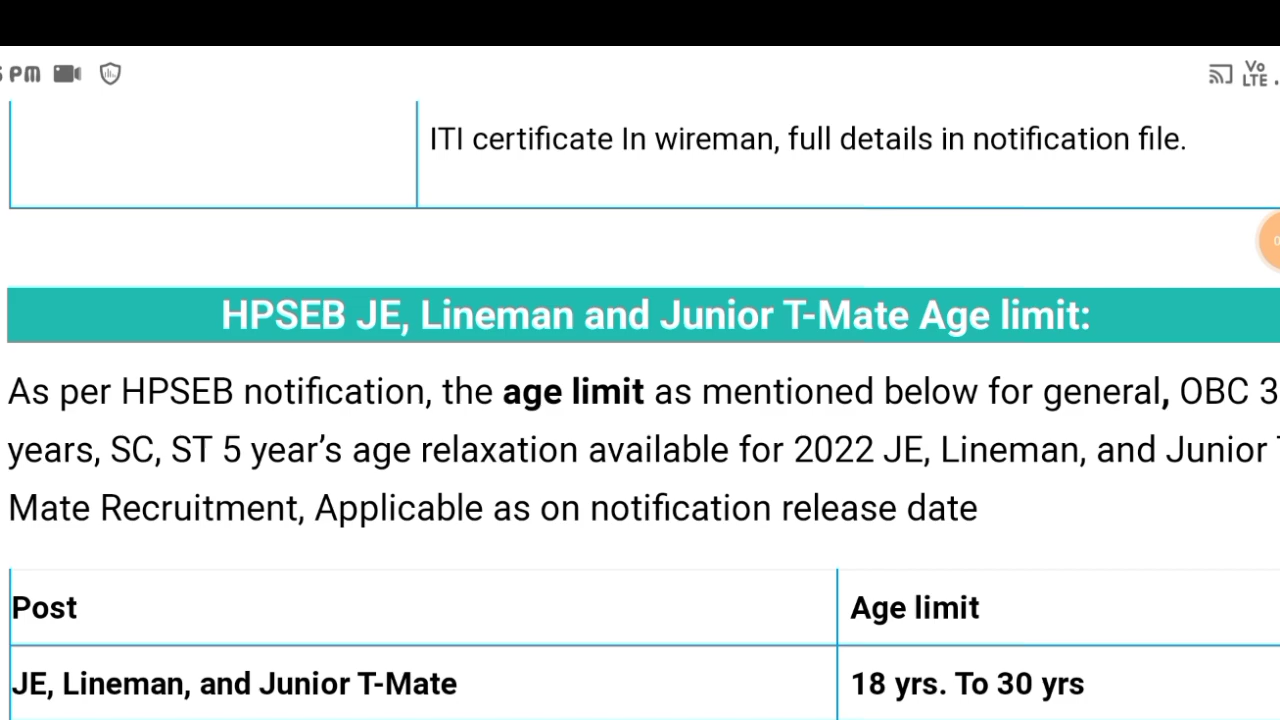 PM
Vo
LTE
ITI certificate In wireman, full details in notification file.
HPSEB JE, Lineman and Junior T-Mate Age limit:
As per HPSEB notification, the age limit as mentioned below for general, OBC 3
years, SC, ST 5 year’s age relaxation available for 2022 JE, Lineman, and Junior
Mate Recruitment, Applicable as on notification release date
Post Age limit
JE, Lineman, and Junior T-Mate 18 yrs. To 30 yrs